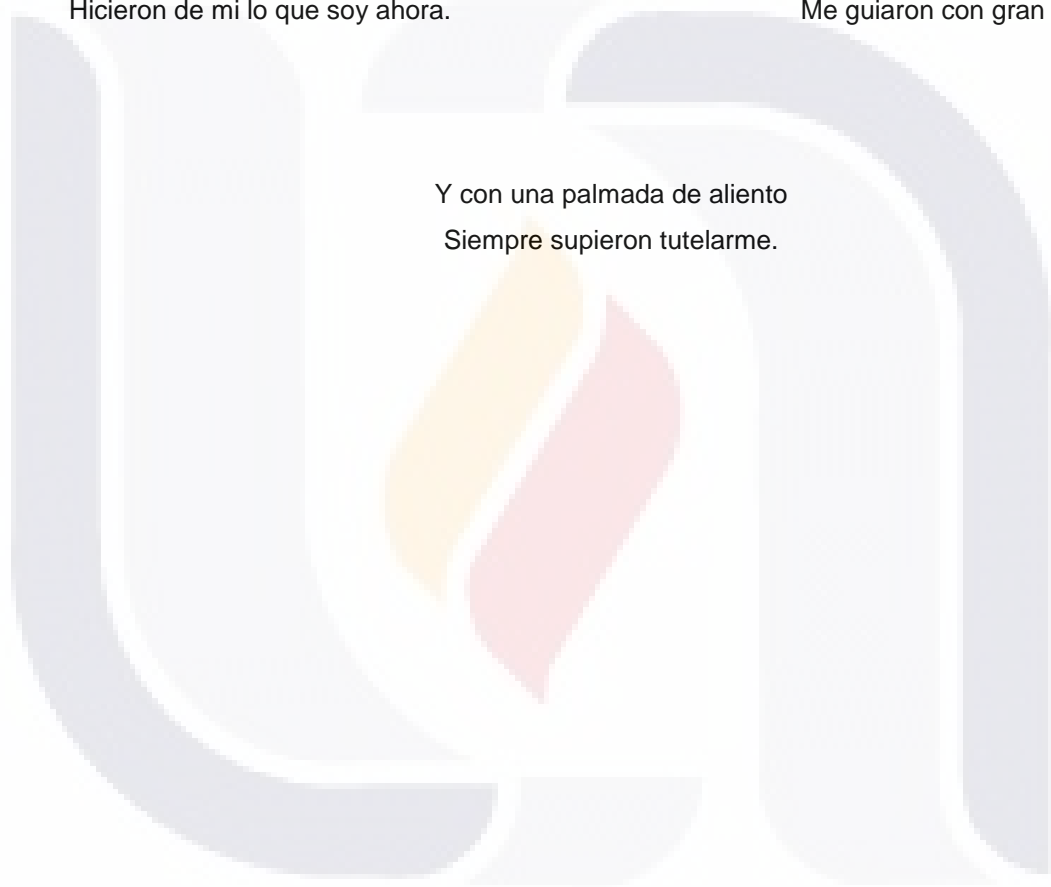 Hicieron de mi lo que soy ahora.
Me guiaron con gran
Y con una palmada de aliento
Siempre supieron tutelarme.